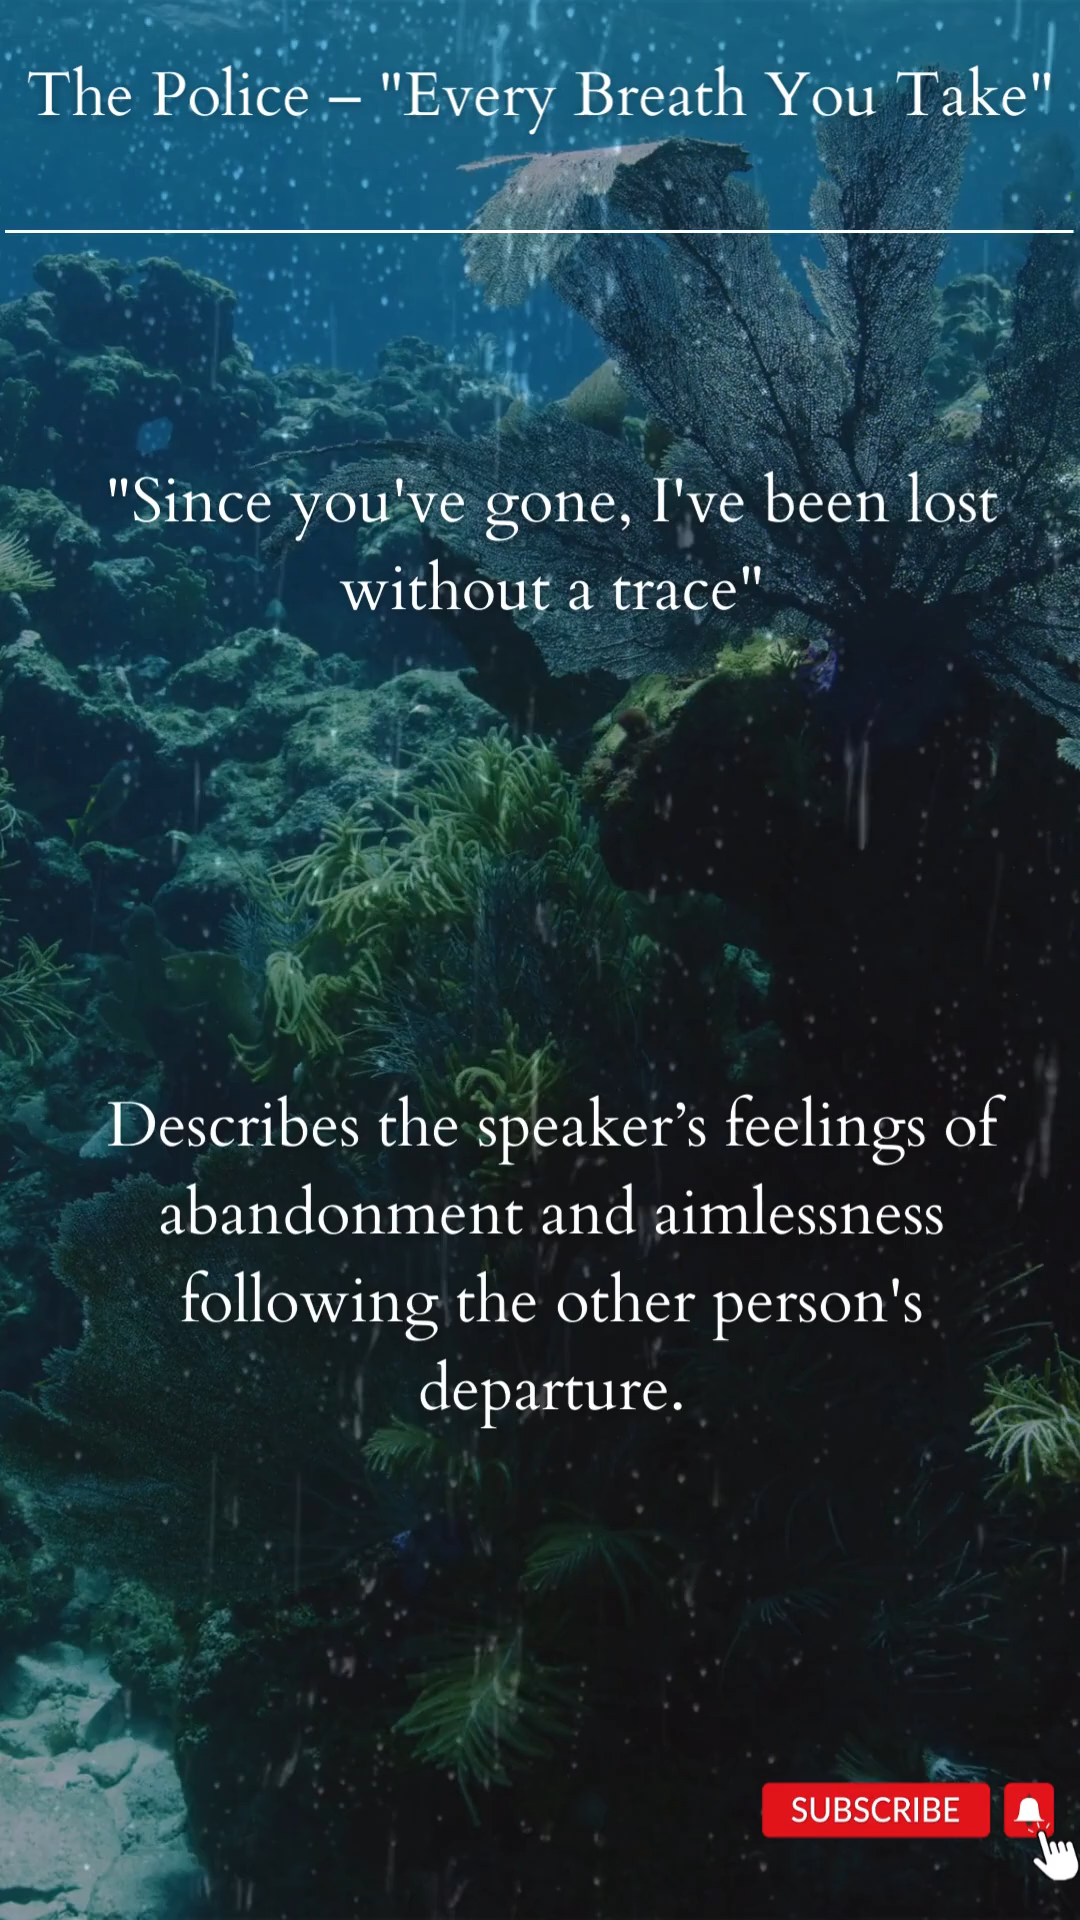 The Police – "Every Breath You Take"
"Since you've gone, I've been lost
without a trace"
Describes the speaker’s feelings of
abandonment and aimlessness
following the other person's
departure.
SUBSCRIBE